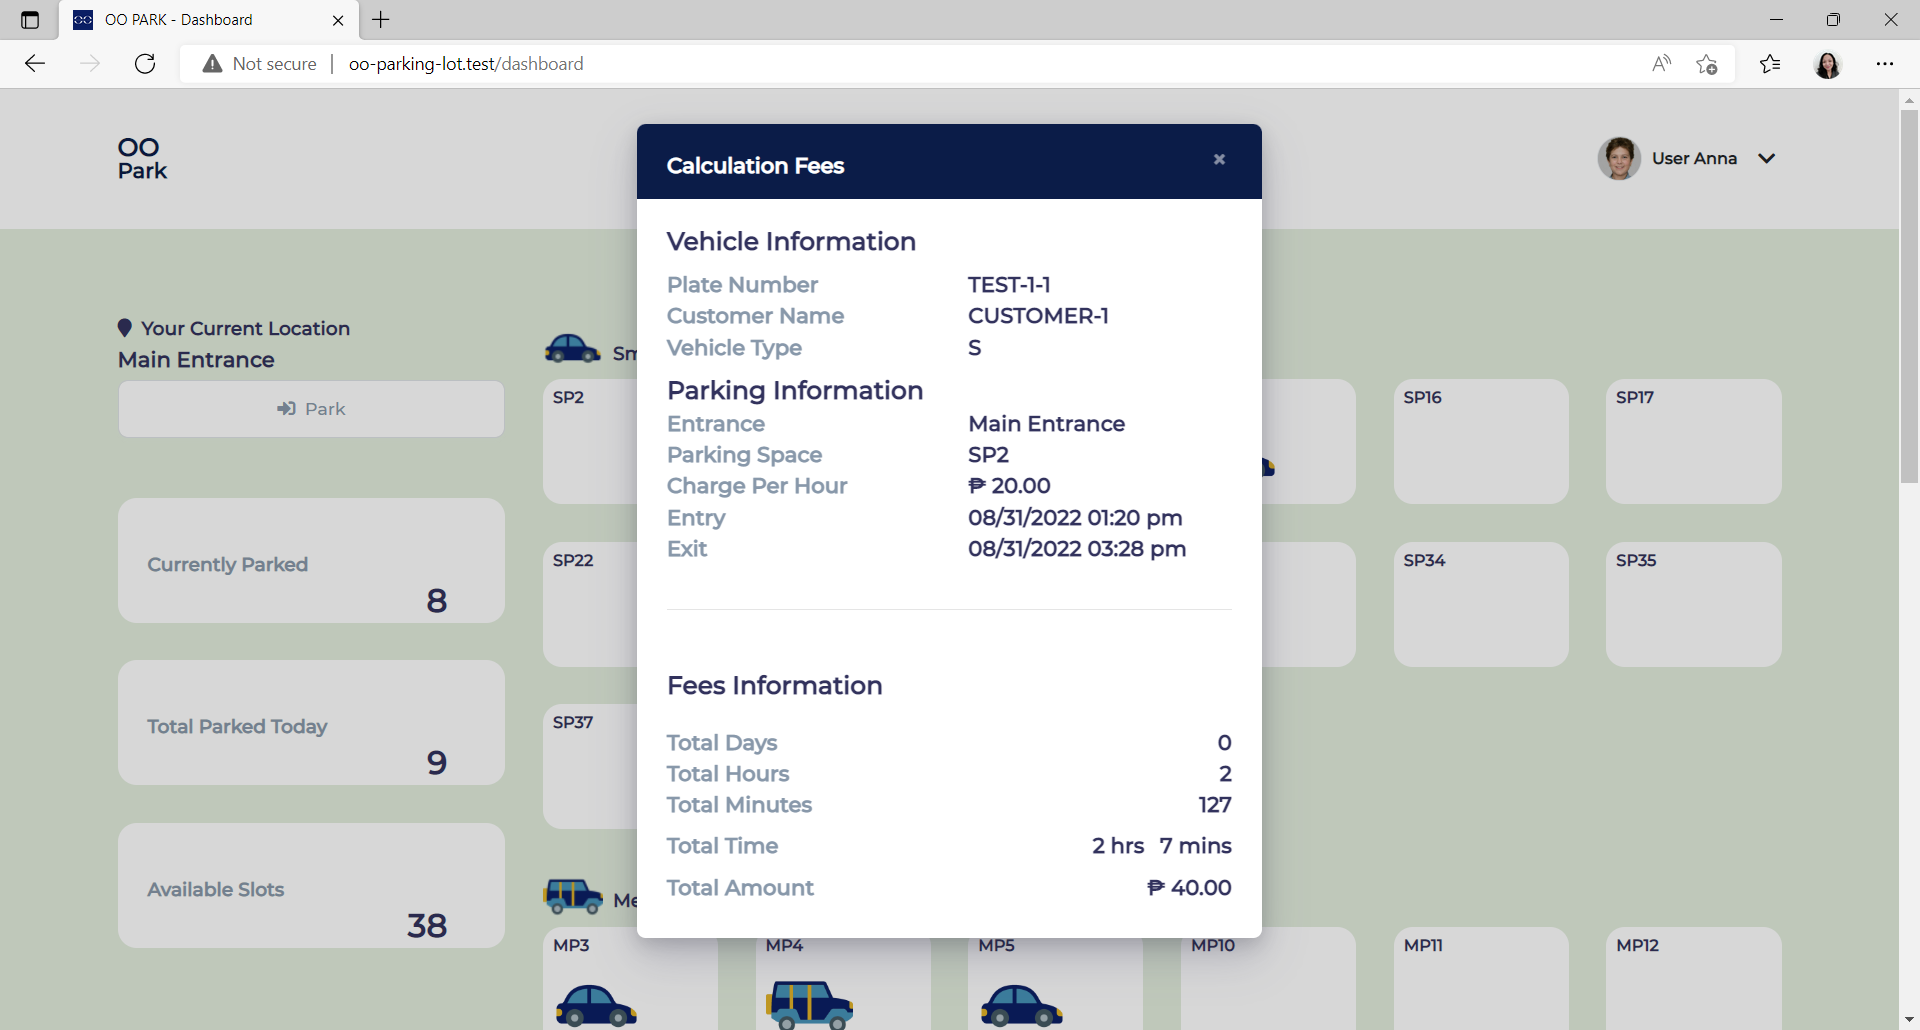 OO PARK - Dashboard
Not secure oo-parking-lot.test/dashboard
OO
Park
User Anna
Your Current Location
Main Entrance
Park
Currently Parked
8
Total Parked Today
9
Available Slots
38
Sm
SP2
SP16
SP17
SP22
SP34
SP35
SP37
Me
MP3
MP4
MP5
MP10
MP11
MP12
Calculation Fees
Vehicle Information
Plate Number TEST-1-1
Customer Name CUSTOMER-1
Vehicle Type S
Parking Information
Entrance Main Entrance
Parking Space SP2
Charge Per Hour ₱ 20.00
Entry 08/31/2022 01:20 pm
Exit 08/31/2022 03:28 pm
Fees Information
Total Days 0
Total Hours 2
Total Minutes 127
Total Time 2 hrs 7 mins
Total Amount ₱ 40.00